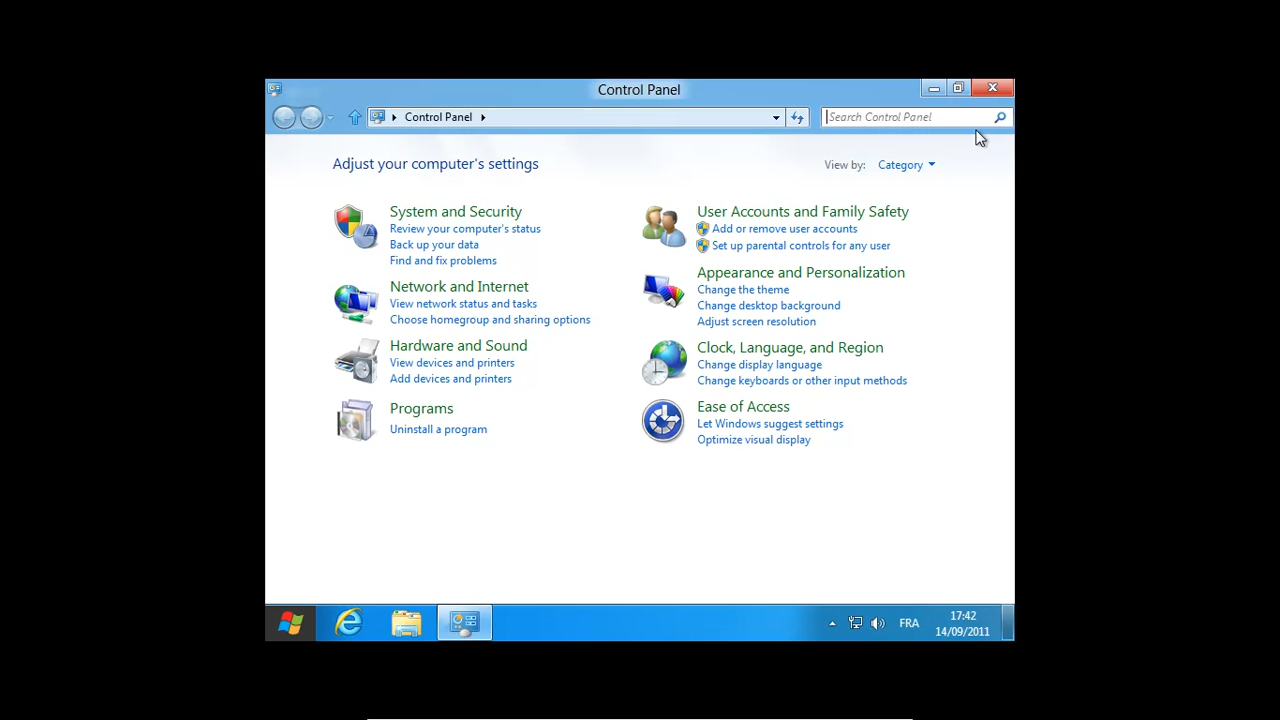 Control Panel
Control Panel
Search Control Panel
Adjust your computer's settings
View by: Category
System and Security
Review your computer's status
Back up your data
Find and fix problems
Network and Internet
View network status and tasks
Choose homegroup and sharing options
Hardware and Sound
View devices and printers
Add devices and printers
Programs
Uninstall a program
User Accounts and Family Safety
Add or remove user accounts
Set up parental controls for any user
Appearance and Personalization
Change the theme
Change desktop background
Adjust screen resolution
Clock, Language, and Region
Change display language
Change keyboards or other input methods
Ease of Access
Let Windows suggest settings
Optimize visual display
FRA
17:42
14/09/2011